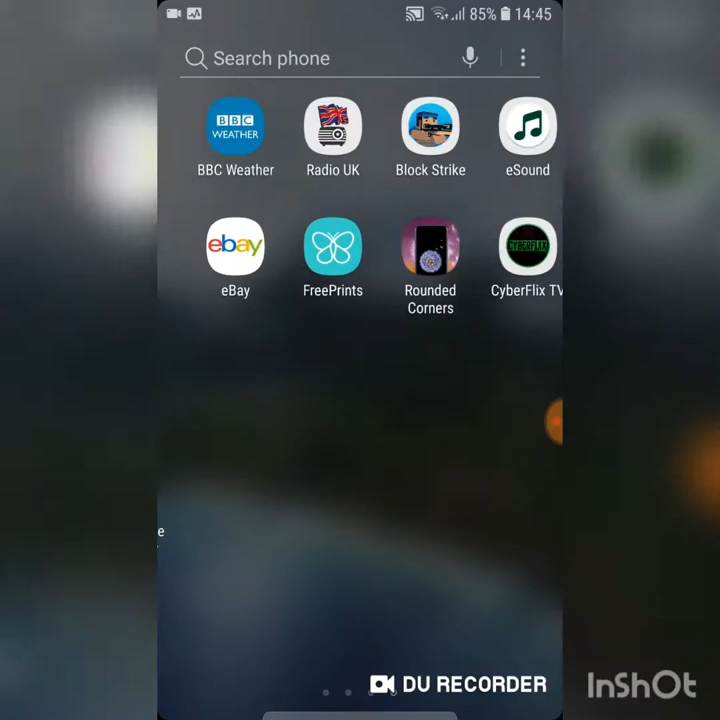 85% 14:45
Search phone
BBC
WEATHER
BBC Weather
Radio UK
Block Strike
eSound
ebay
CYBERFLIX
eBay
FreePrints
Rounded
Corners
CyberFlix TV
e
DU RECORDER
InShOt